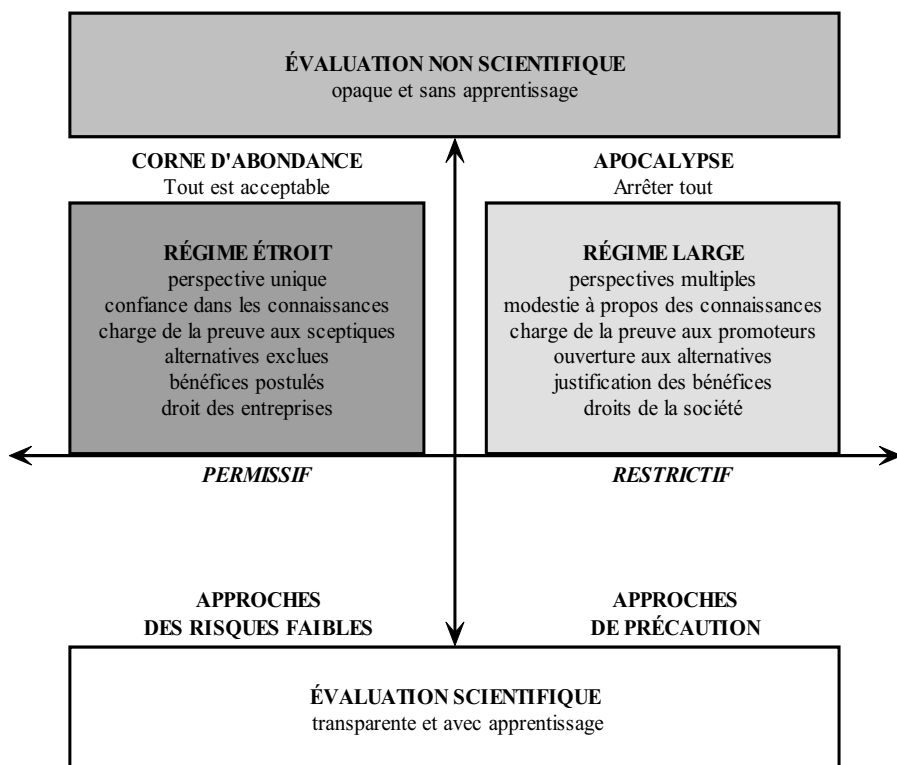 ÉVALUATION NON SCIENTIFIQUE
opaque et sans apprentissage
CORNE D'ABONDANCE
Tout est acceptable
APOCALYPSE
Arrêter tout
RÉGIME ÉTROIT
perspective unique
confiance dans les connaissances
charge de la preuve aux sceptiques
alternatives exclues
bénéfices postulés
droit des entreprises
RÉGIME LARGE
perspectives multiples
modestie à propos des connaissances
charge de la preuve aux promoteurs
ouverture aux alternatives
justification des bénéfices
droits de la société
PERMISSIF
RESTRICTIF
APPROCHES
DES RISQUES FAIBLES
APPROCHES
DE PRÉCAUTION
ÉVALUATION SCIENTIFIQUE
transparente et avec apprentissage